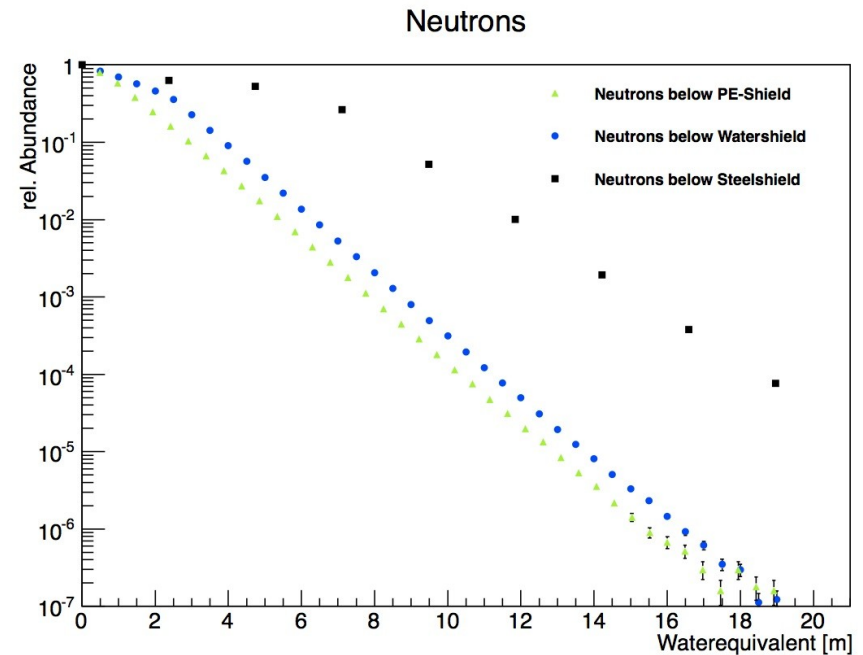 Neutrons
rel. Abundance
1
10-1
10-2
10-3
10-4
10-5
10-6
10-7
Neutrons below PE-Shield
Neutrons below Watershield
Neutrons below Steelshield
0 2 4 6 8 10 12 14 16 18 20
Waterequivalent [m]